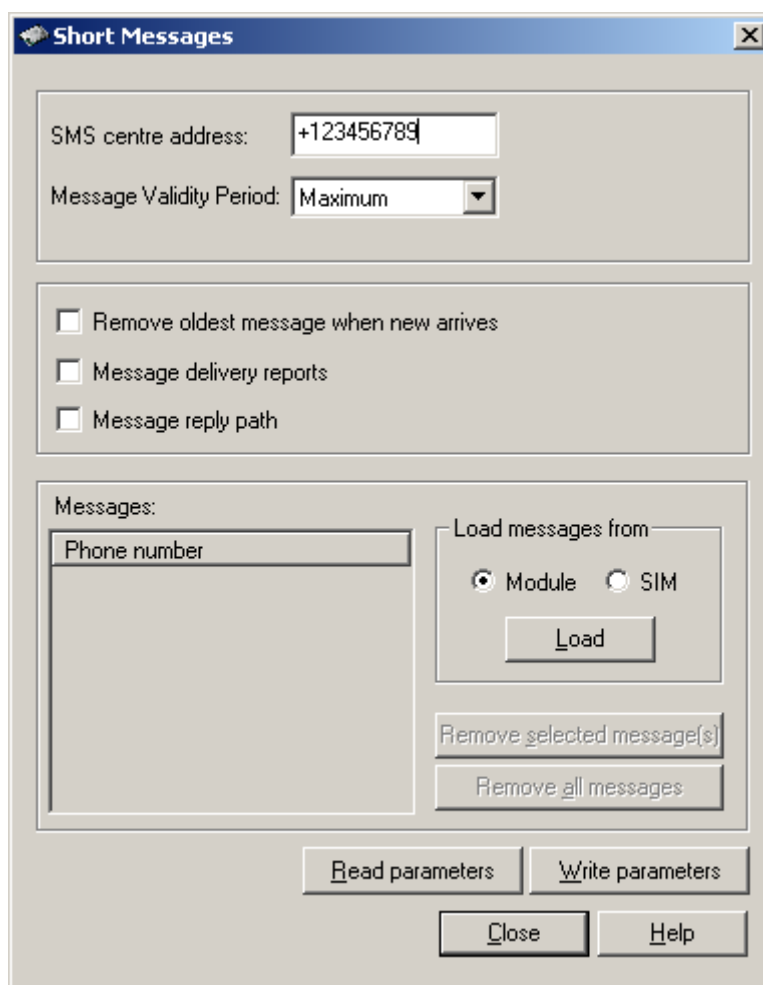 Short Messages
SMS centre address: +123456789
Message Validity Period: Maximum
Remove oldest message when new arrives
Message delivery reports
Message reply path
Messages:
Phone number
Load messages from
Module SIM
Load
Remove selected message(s)
Remove all messages
Read parameters Write parameters
Close Help